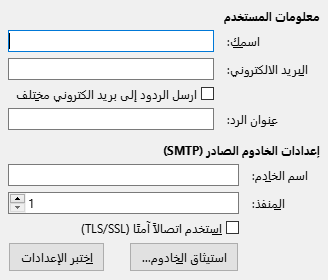 معلومات المستخدم
اسمك:
البريد الالكتروني:
ارسل الردود إلى بريد الكتروني مختلف
عنوان الرد:
إعدادات الخادوم الصادر (SMTP)
اسم الخادم:
المنفذ: 1
استخدم اتصالاً آمنًا (TLS/SSL)
استيثاق الخادوم... اختبر الإعدادات